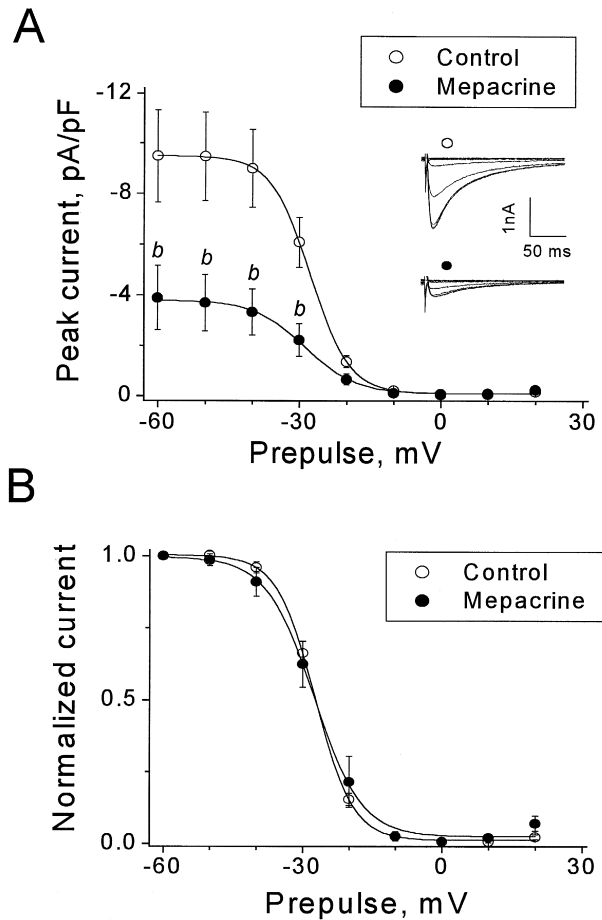 A
Control
Mepacrine
Peak current, pA/pF
-12
-8
-4
0
b
b
b
b
1nA
50 ms
-60
-30
0
30
Prepulse, mV
B
Control
Mepacrine
Normalized current
1.0
0.5
0.0
-60
-30
0
30
Prepulse, mV